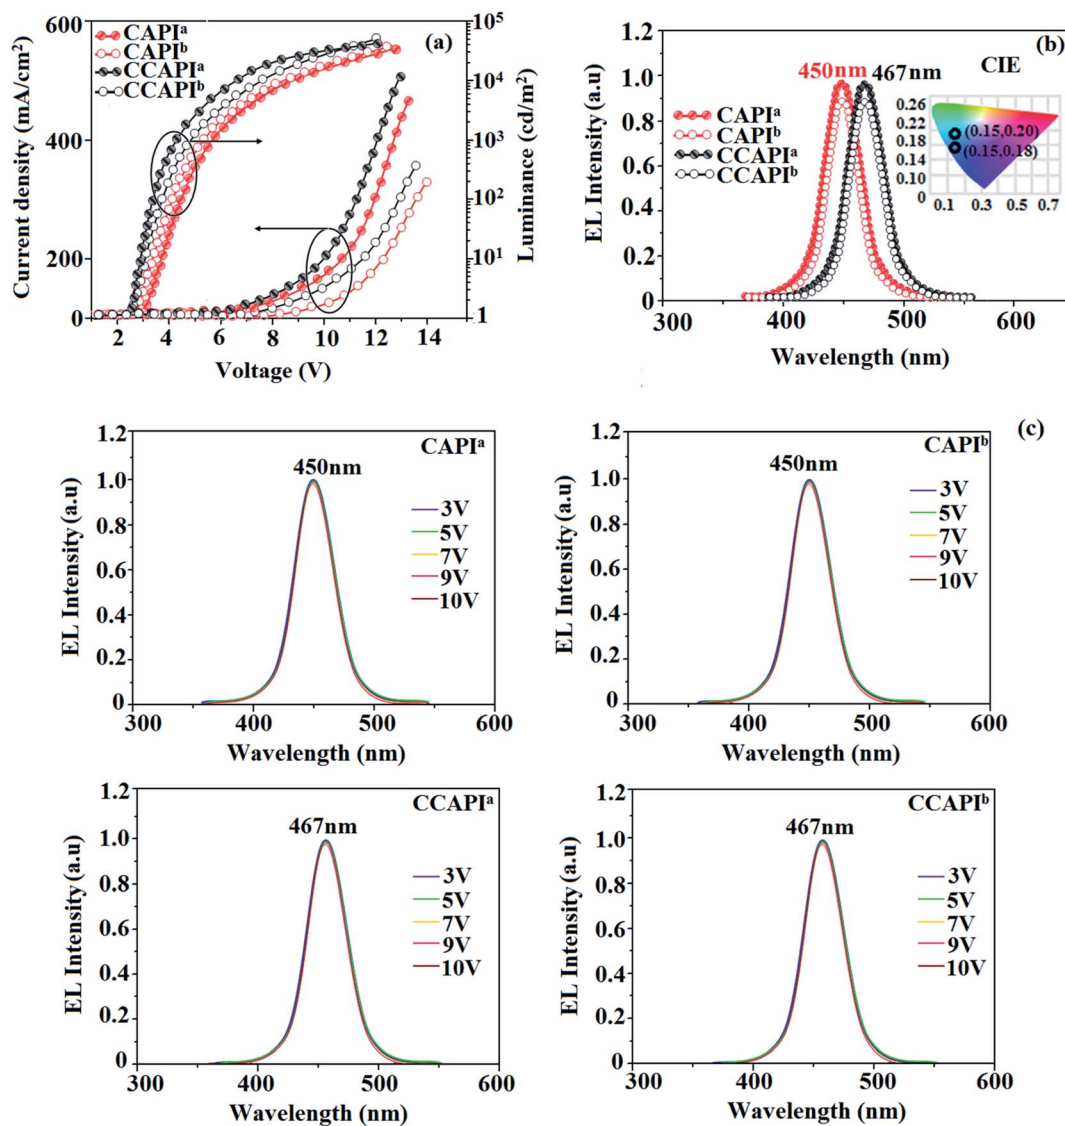 (a)
CAPIᵃ
CAPIᵇ
CCAPIᵃ
CCAPIᵇ
Current density (mA/cm²)
600
400
200
0
10⁵
10⁴
10³
10²
10¹
1
Luminance (cd/m²)
2 4 6 8 10 12 14
Voltage (V)
(b)
450nm 467nm CIE
CAPIᵃ
CAPIᵇ
CCAPIᵃ
CCAPIᵇ
EL Intensity (a.u)
1.2
1.0
0.8
0.6
0.4
0.2
0
300 400 500 600
Wavelength (nm)
0.26
0.22
0.18
0.14
0.10
0
0.1 0.3 0.5 0.7
(0.15,0.20)
(0.15,0.18)
(c)
CAPIᵃ
450nm
3V
5V
7V
9V
10V
EL Intensity (a.u)
1.2
1.0
0.8
0.6
0.4
0.2
0
300 400 500 600
Wavelength (nm)
CAPIᵇ
450nm
3V
5V
7V
9V
10V
EL Intensity (a.u)
1.2
1.0
0.8
0.6
0.4
0.2
0
300 400 500 600
Wavelength (nm)
CCAPIᵃ
467nm
3V
5V
7V
9V
10V
EL Intensity (a.u)
1.2
1.0
0.8
0.6
0.4
0.2
0
300 400 500 600
Wavelength (nm)
CCAPIᵇ
467nm
3V
5V
7V
9V
10V
EL Intensity (a.u)
1.2
1.0
0.8
0.6
0.4
0.2
0
300 400 500 600
Wavelength (nm)